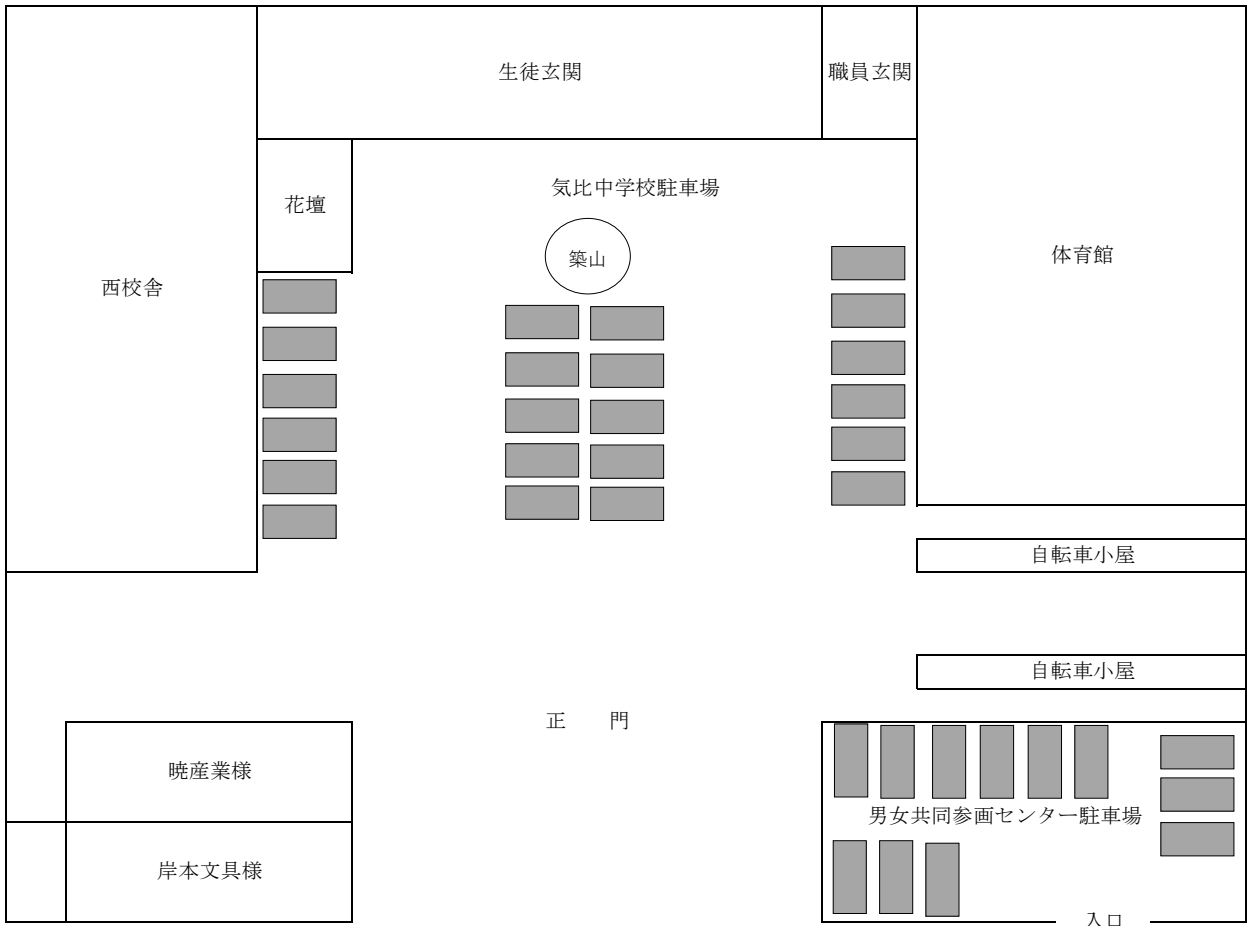 生徒玄関
職員玄関
気比中学校駐車場
花壇
築山
体育館
西校舎
自転車小屋
自転車小屋
正　門
暁産業様
男女共同参画センター駐車場
岸本文具様
入口